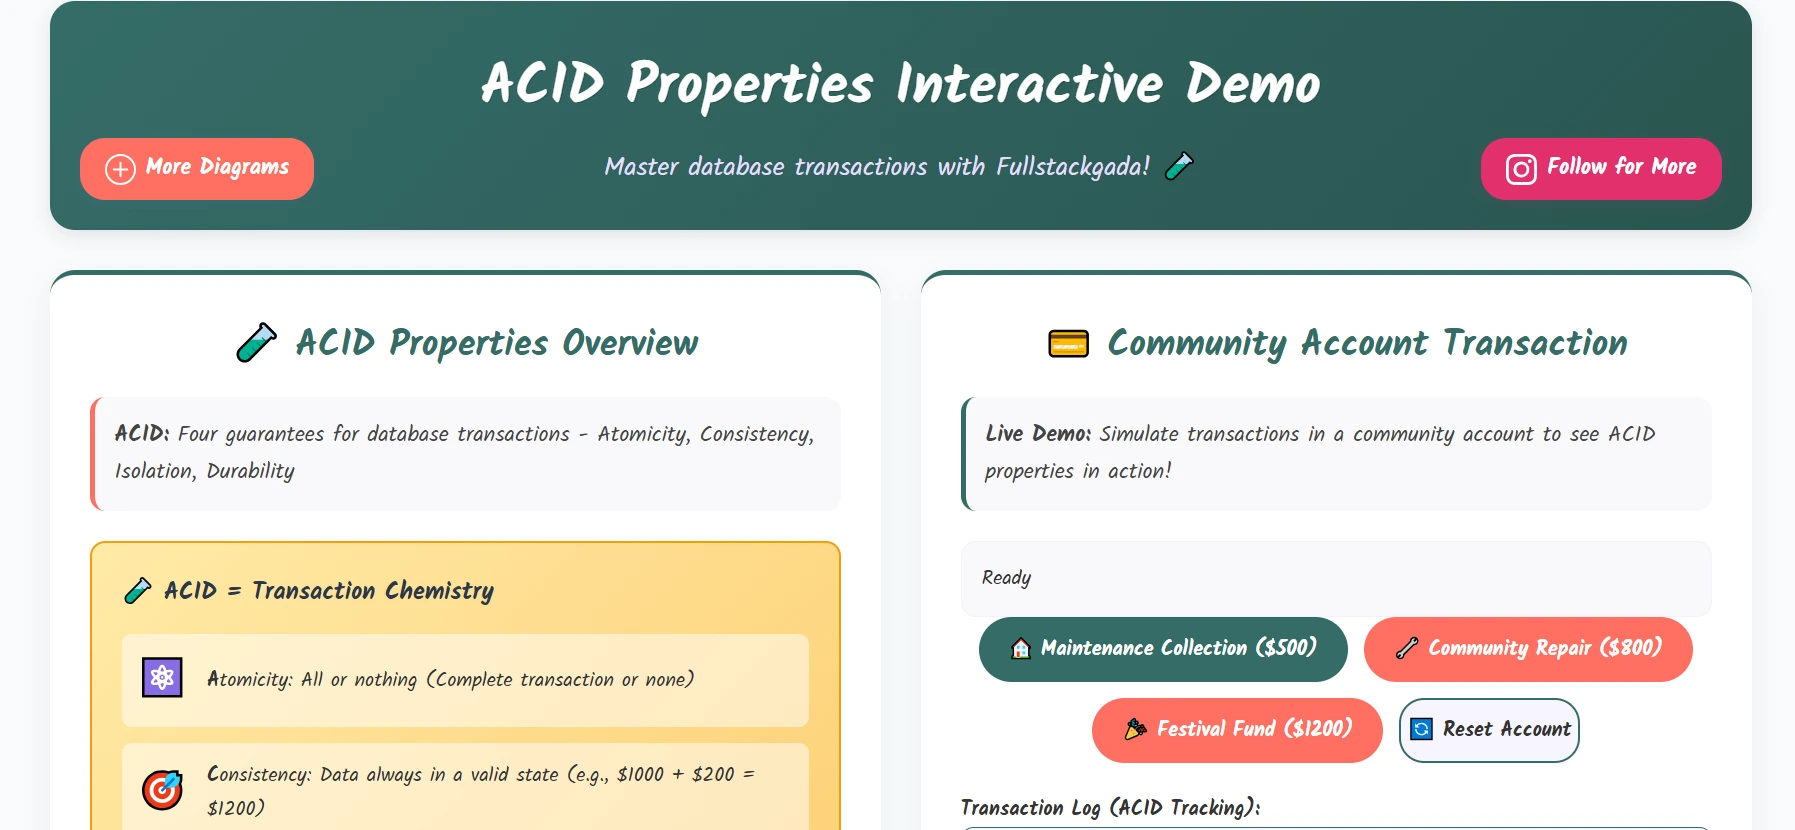 ACID Properties Interactive Demo
More Diagrams
Master database transactions with Fullstackgada!
Follow for More
ACID Properties Overview
ACID: Four guarantees for database transactions - Atomicity, Consistency,
Isolation, Durability
ACID = Transaction Chemistry
Atomicity: All or nothing (Complete transaction or none)
Consistency: Data always in a valid state (e.g., $1000 + $200 =
$1200)
Community Account Transaction
Live Demo: Simulate transactions in a community account to see ACID
properties in action!
Ready
Maintenance Collection ($500)
Community Repair ($800)
Festival Fund ($1200)
Reset Account
Transaction Log (ACID Tracking):